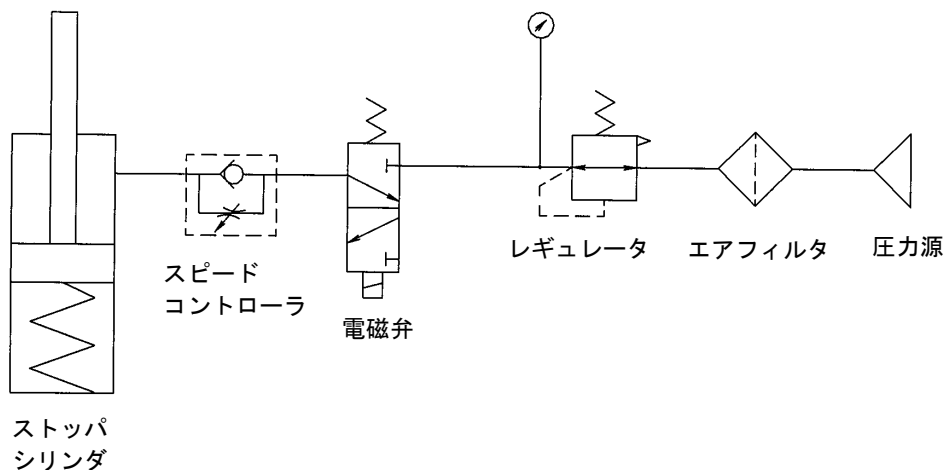 レギュレータ
エアフィルタ
圧力源
スピード
コントローラ
電磁弁
ストッパ
シリンダ